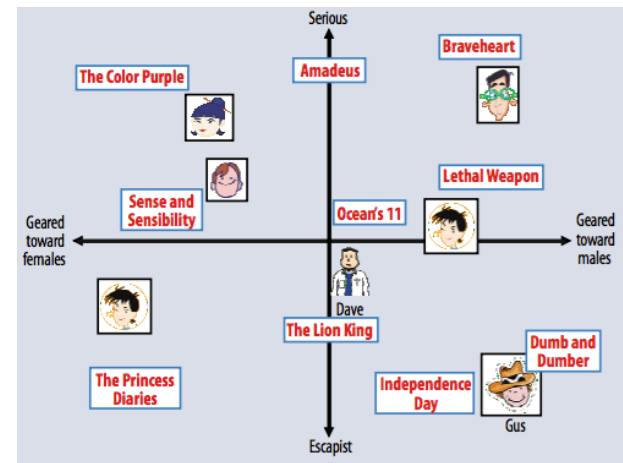 Serious
Braveheart
Amadeus
The Color Purple
Lethal Weapon
Sense and
Sensibility
Ocean's 11
Geared
toward
females
Geared
toward
males
Dave
The Lion King
Dumb and
Dumber
The Princess
Diaries
Independence
Day
Gus
Escapist